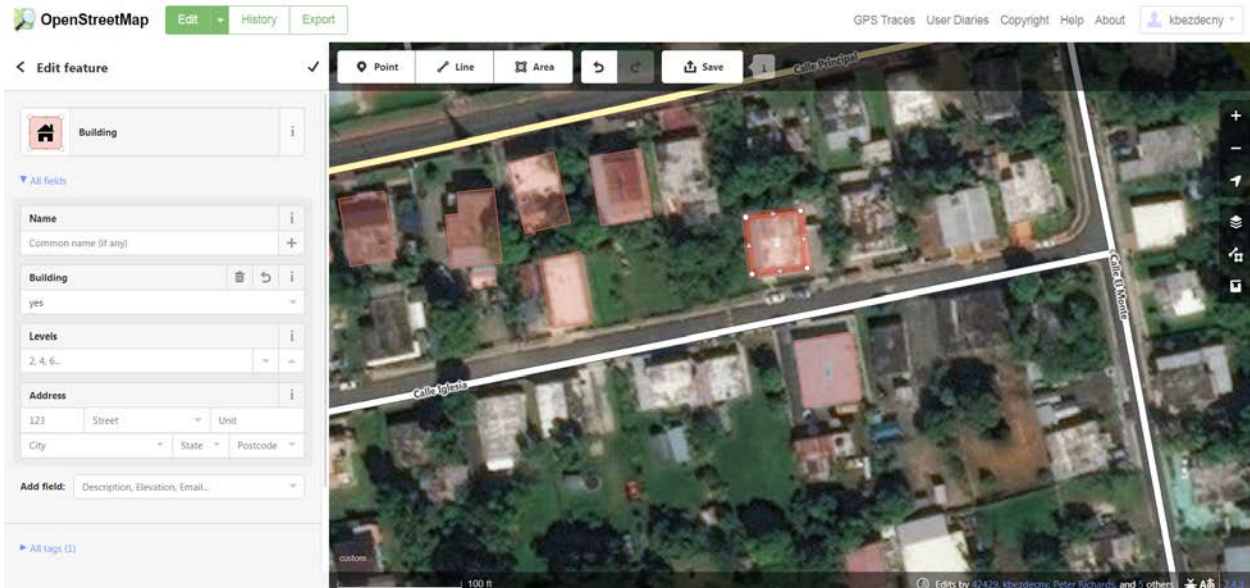 OpenStreetMap
Edit
History
Export
GPS Traces
User Diaries
Copyright
Help
About
kbezdecny
Edit feature
Point
Line
Area
Save
1
Calle Principal
Building
i
All fields
Name
i
Common name (if any)
+
Building
i
yes
Levels
i
2, 4, 6...
Address
i
123
Street
Unit
City
State
Postcode
Add field:
Description, Elevation, Email...
All tags (1)
Calle Iglesia
Calle El Monte
custom
100 ft
Edits by 42429, kbezdecny, Peter Richards, and 5 others